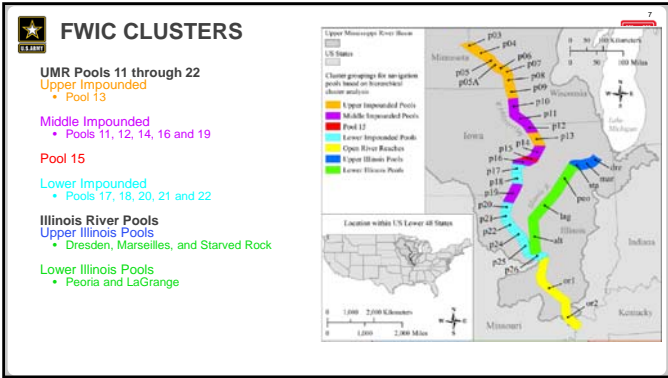 7
U.S. ARMY
FWIC CLUSTERS
UMR Pools 11 through 22
Upper Impounded
• Pool 13
Middle Impounded
• Pools 11, 12, 14, 16 and 19
Pool 15
Lower Impounded
• Pools 17, 18, 20, 21 and 22
Illinois River Pools
Upper Illinois Pools
• Dresden, Marseilles, and Starved Rock
Lower Illinois Pools
• Peoria and LaGrange
Upper Mississippi River Basin
US States
Cluster groupings for navigation
pools based on hierarchical
cluster analysis
Upper Impounded Pools
Middle Impounded Pools
Pool 15
Lower Impounded Pools
Open River Reaches
Upper Illinois Pools
Lower Illinois Pools
0 50 100 Kilometers
0 50 100 Miles
N
W E
S
Minnesota
Wisconsin
Lake
Michigan
Iowa
Illinois
Indiana
Missouri
Kentucky
Illinois R
p03
p04
p05
p05A
p06
p07
p08
p09
p10
p11
p12
p13
p14
p15
p16
p17
p18
p19
p20
p21
p22
p24
p25
p26
dre
mar
stp
peo
lag
alt
or1
or2
Location within US Lower 48 States
0 1,000 2,000 Kilometers
0 1,000 2,000 Miles
N
W E
S